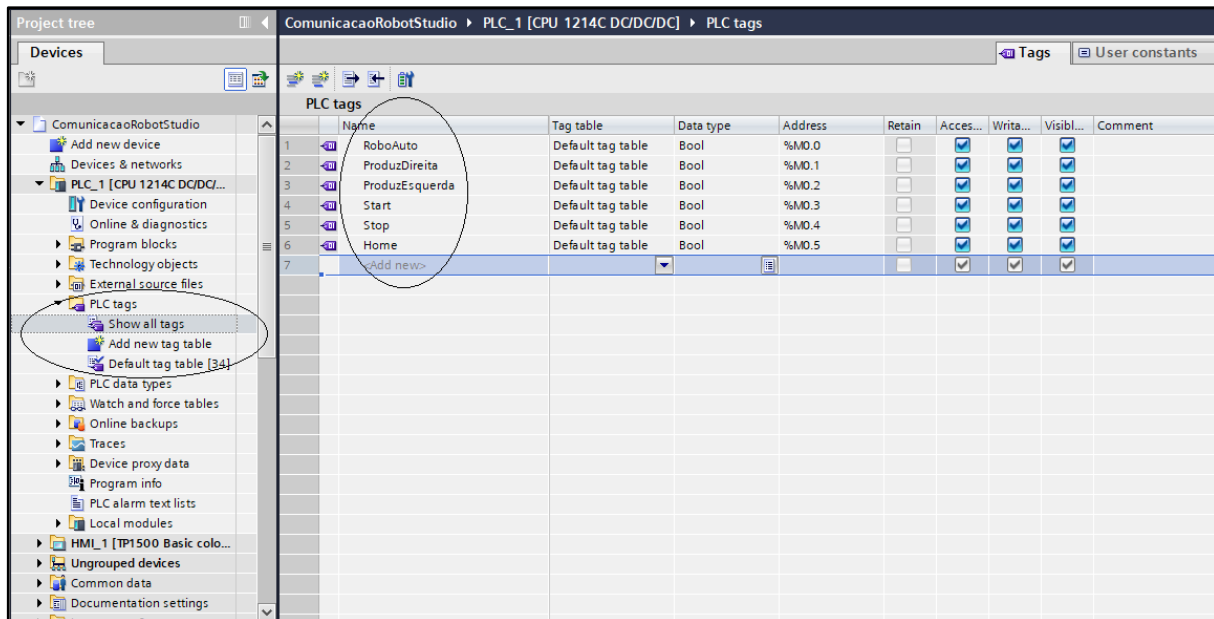 Project tree
Devices
ComunicacaoRobotStudio
Add new device
Devices & networks
PLC_1 [CPU 1214C DC/DC/...
Device configuration
Online & diagnostics
Program blocks
Technology objects
External source files
PLC tags
Show all tags
Add new tag table
Default tag table [34]
PLC data types
Watch and force tables
Online backups
Traces
Device proxy data
Program info
PLC alarm text lists
Local modules
HMI_1 [TP1500 Basic colo...
Ungrouped devices
Common data
Documentation settings
ComunicacaoRobotStudio PLC_1 [CPU 1214C DC/DC/DC] PLC tags
Tags User constants
PLC tags
Name Tag table Data type Address Retain Acces... Writa... Visibl... Comment
1 RoboAuto Default tag table Bool %M0.0
2 ProduzDireita Default tag table Bool %M0.1
3 ProduzEsquerda Default tag table Bool %M0.2
4 Start Default tag table Bool %M0.3
5 Stop Default tag table Bool %M0.4
6 Home Default tag table Bool %M0.5
7 <Add new>